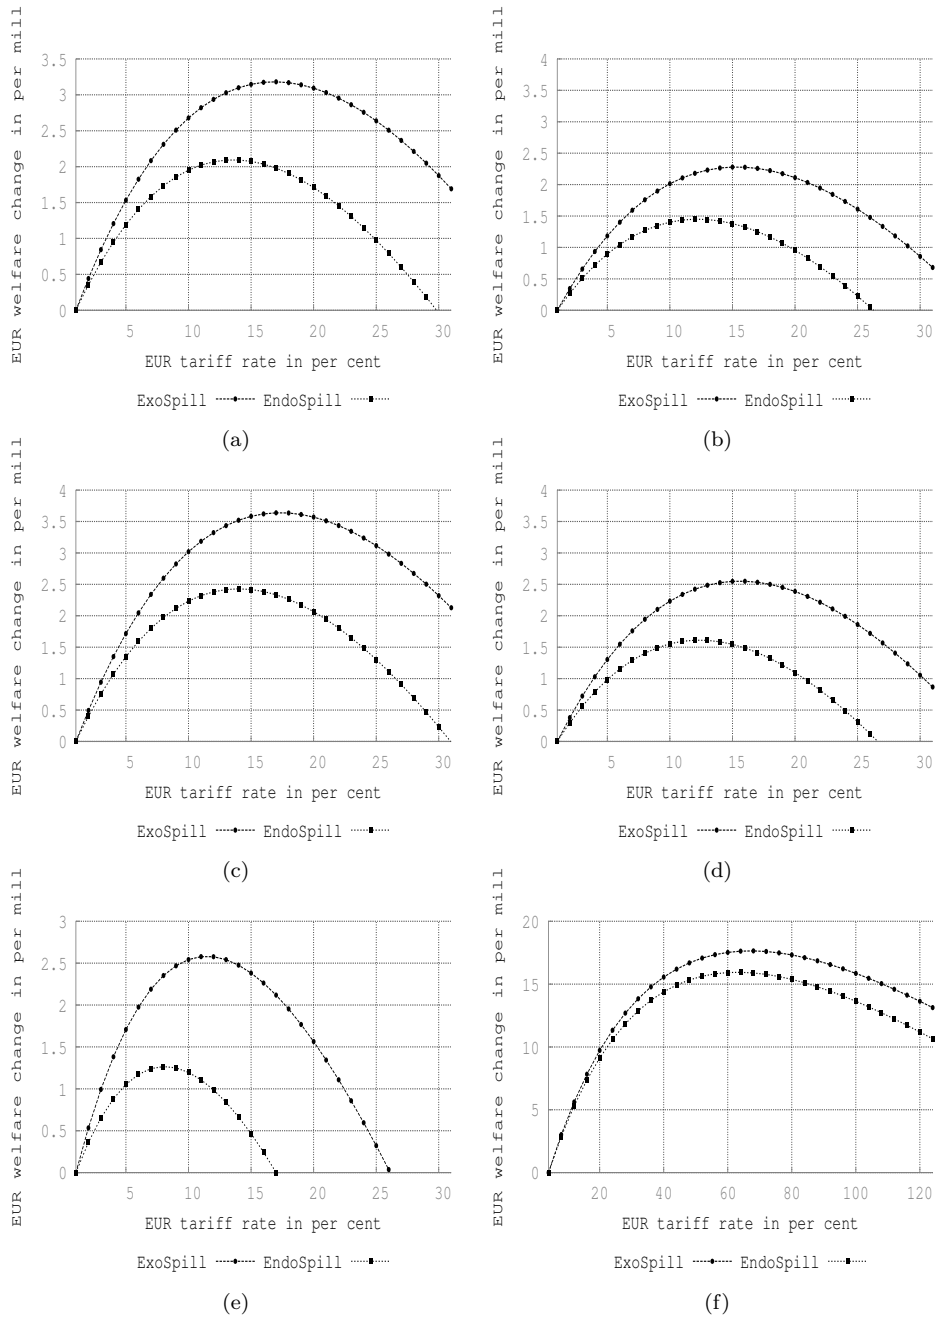 EUR welfare change in per mill
3.5
3
2.5
2
1.5
1
0.5
0
5 10 15 20 25 30
EUR tariff rate in per cent
ExoSpill EndoSpill
(a)
EUR welfare change in per mill
4
3.5
3
2.5
2
1.5
1
0.5
0
5 10 15 20 25 30
EUR tariff rate in per cent
ExoSpill EndoSpill
(b)
EUR welfare change in per mill
4
3.5
3
2.5
2
1.5
1
0.5
0
5 10 15 20 25 30
EUR tariff rate in per cent
ExoSpill EndoSpill
(c)
EUR welfare change in per mill
4
3.5
3
2.5
2
1.5
1
0.5
0
5 10 15 20 25 30
EUR tariff rate in per cent
ExoSpill EndoSpill
(d)
EUR welfare change in per mill
3
2.5
2
1.5
1
0.5
0
5 10 15 20 25 30
EUR tariff rate in per cent
ExoSpill EndoSpill
(e)
EUR welfare change in per mill
20
15
10
5
0
20 40 60 80 100 120
EUR tariff rate in per cent
ExoSpill EndoSpill
(f)